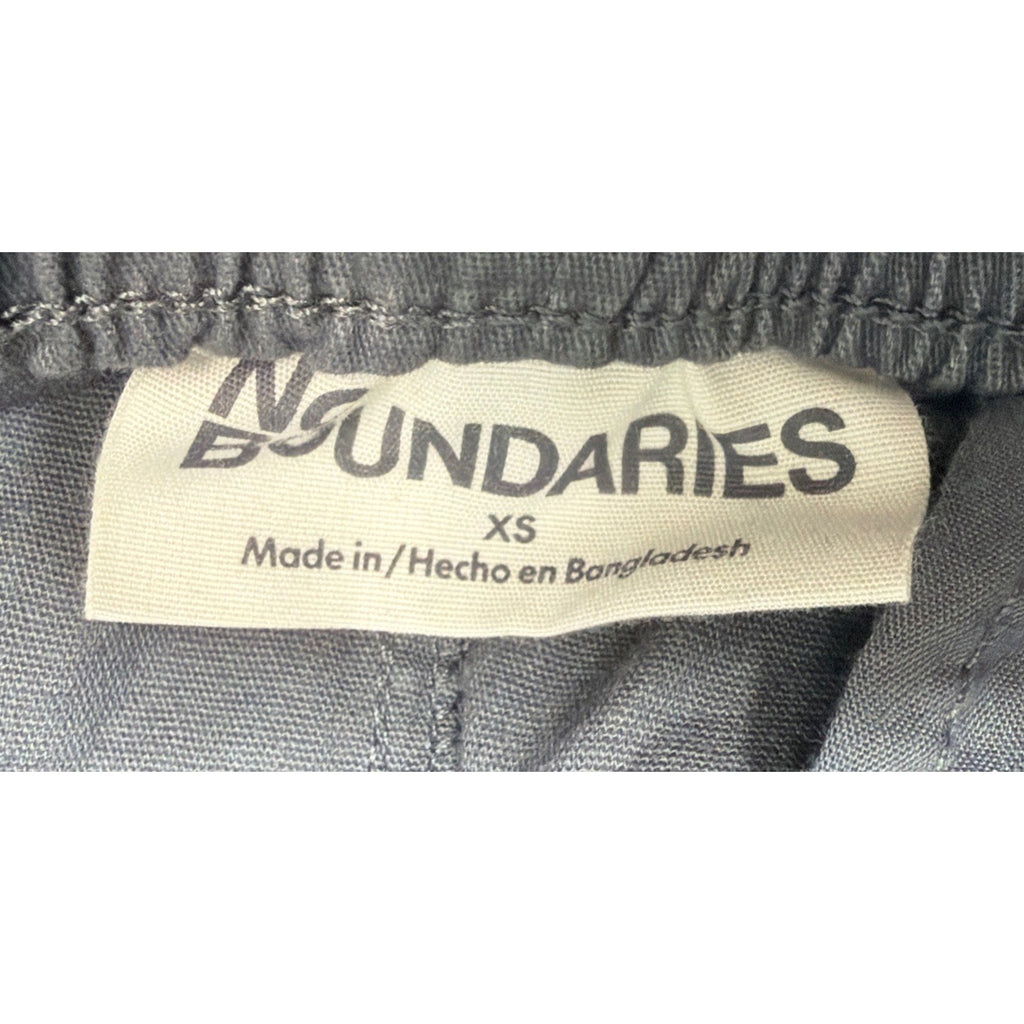 NO
BOUNDARIES
XS
Made in/Hecho en Bangladesh